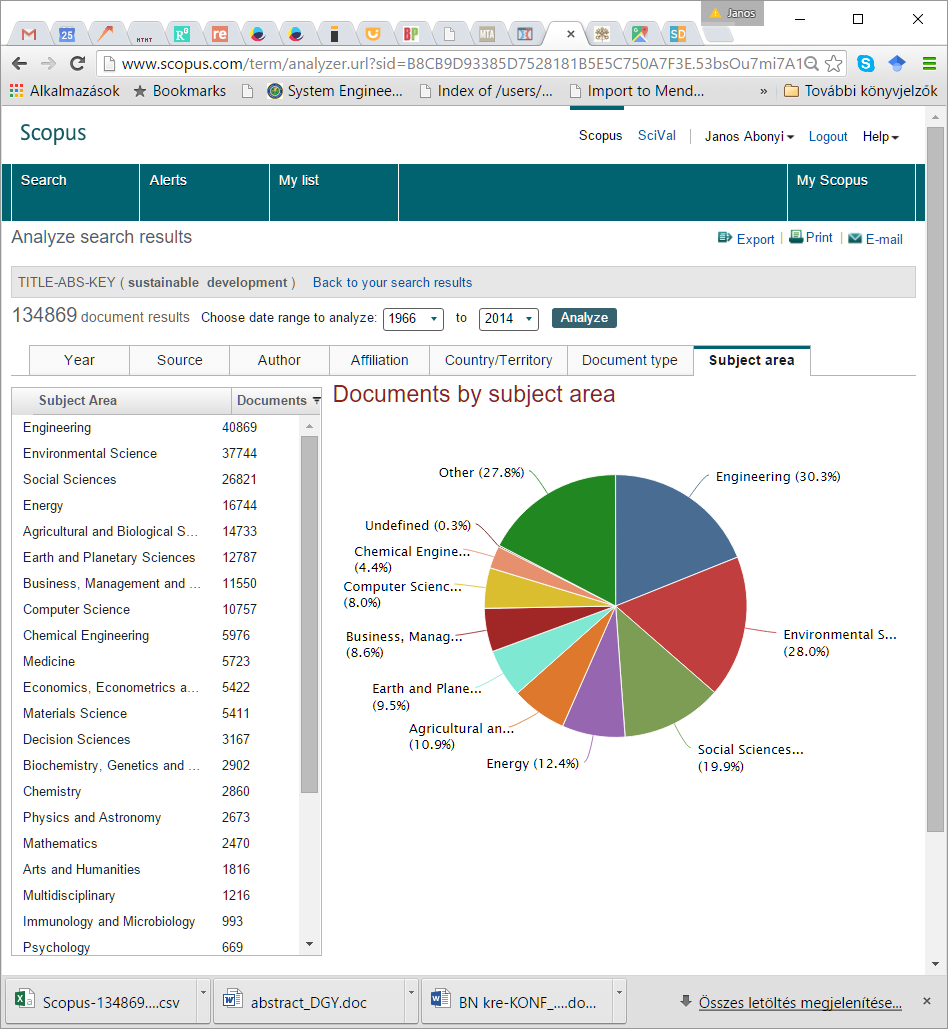 Janos
25
HTHT
R⁶
re
i
BP
MTA
SD
www.scopus.com/term/analyzer.url?sid=B8CB9D93385D7528181B5E5C750A7F3E.53bsOu7mi7A1
Alkalmazások Bookmarks System Enginee... Index of /users/... Import to Mend... » További könyvjelzők
Scopus
Scopus SciVal | Janos Abonyi Logout Help
Search Alerts My list My Scopus
Analyze search results
Export | Print | E-mail
TITLE-ABS-KEY ( sustainable development ) Back to your search results
134869 document results Choose date range to analyze: 1966 to 2014 Analyze
Year Source Author Affiliation Country/Territory Document type Subject area
Subject Area Documents
Engineering 40869
Environmental Science 37744
Social Sciences 26821
Energy 16744
Agricultural and Biological S... 14733
Earth and Planetary Sciences 12787
Business, Management and ... 11550
Computer Science 10757
Chemical Engineering 5976
Medicine 5723
Economics, Econometrics a... 5422
Materials Science 5411
Decision Sciences 3167
Biochemistry, Genetics and ... 2902
Chemistry 2860
Physics and Astronomy 2673
Mathematics 2470
Arts and Humanities 1816
Multidisciplinary 1216
Immunology and Microbiology 993
Psychology 669
Documents by subject area
Other (27.8%)
Engineering (30.3%)
Undefined (0.3%)
Chemical Engine...
(4.4%)
Computer Scienc...
(8.0%)
Business, Manag...
(8.6%)
Environmental S...
(28.0%)
Earth and Plane...
(9.5%)
Agricultural an...
(10.9%)
Social Sciences...
(19.9%)
Energy (12.4%)
Scopus-134869....csv abstract_DGY.doc BN kre-KONF_....do... Összes letöltés megjelenítése...